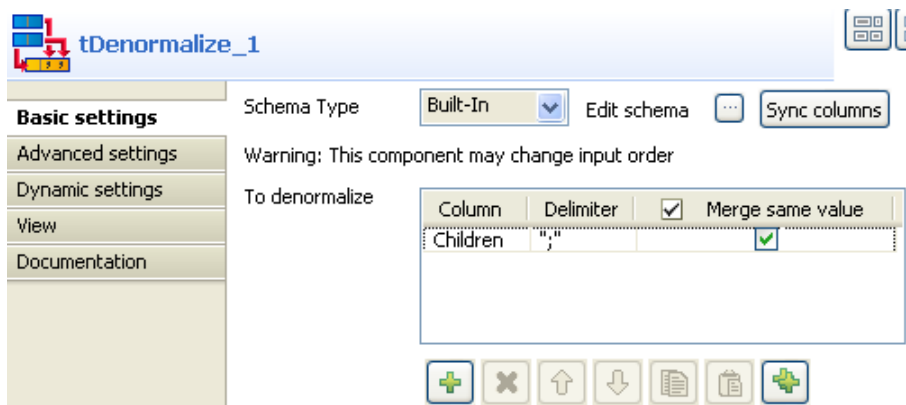 tDenormalize_1
Basic settings
Advanced settings
Dynamic settings
View
Documentation
Schema Type Built-In Edit schema ... Sync columns
Warning: This component may change input order
To denormalize
Column Delimiter Merge same value
Children ";"